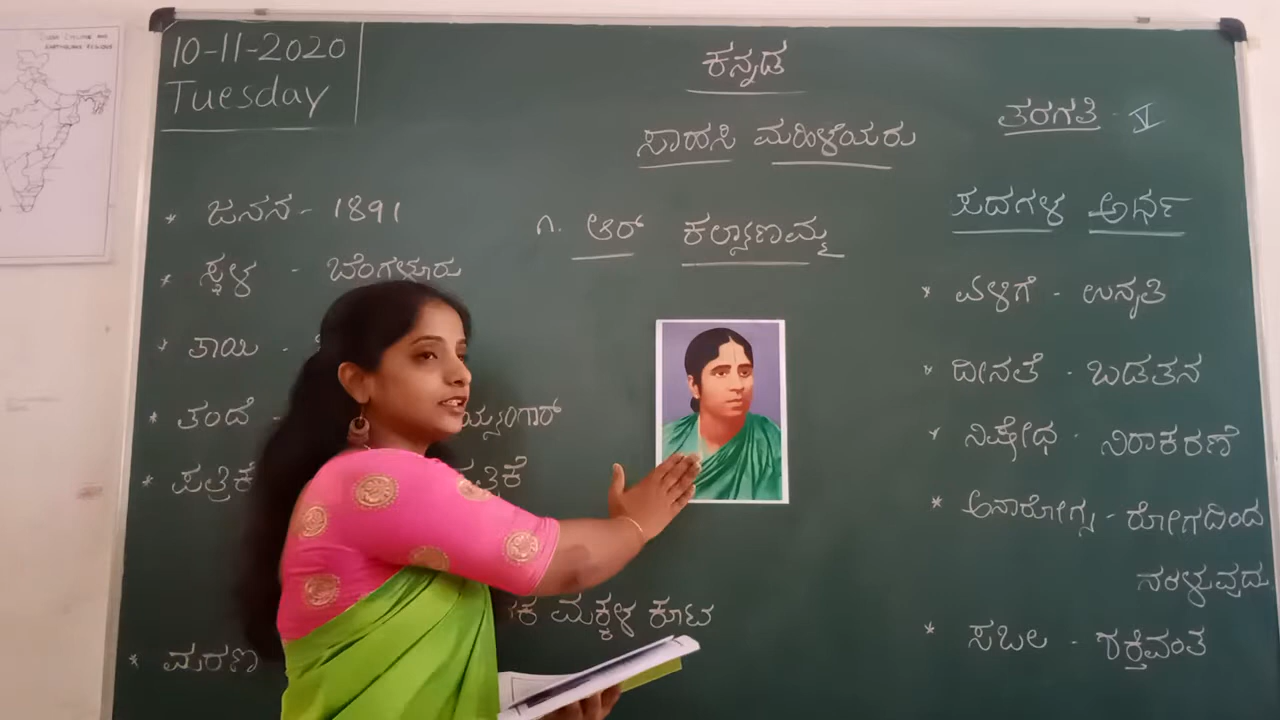 10-11-2020
Tuesday
ಕನ್ನಡ
ತರಗತಿ - V
ಸಾಹಸಿ ಮಹಿಳೆಯರು
೧. ಆರ್ ಕಲ್ಯಾಣಮ್ಮ
* ಜನನ - 1891
* ಸ್ಥಳ - ಬೆಂಗಳೂರು
* ತಾಯಿ -
* ತಂದೆ -
* ಪತ್ರಿಕೆ
ಮಕ್ಕಳ ಕೂಟ
* ಮರಣ
ಪದಗಳ ಅರ್ಥ
* ಏಳಿಗೆ - ಉನ್ನತಿ
* ದೀನತೆ - ಬಡತನ
* ನಿಷೇಧ - ನಿರಾಕರಣೆ
* ಅನಾರೋಗ್ಯ - ರೋಗದಿಂದ
ನರಳುವುದು
* ಸಬಲ - ಶಕ್ತಿವಂತ